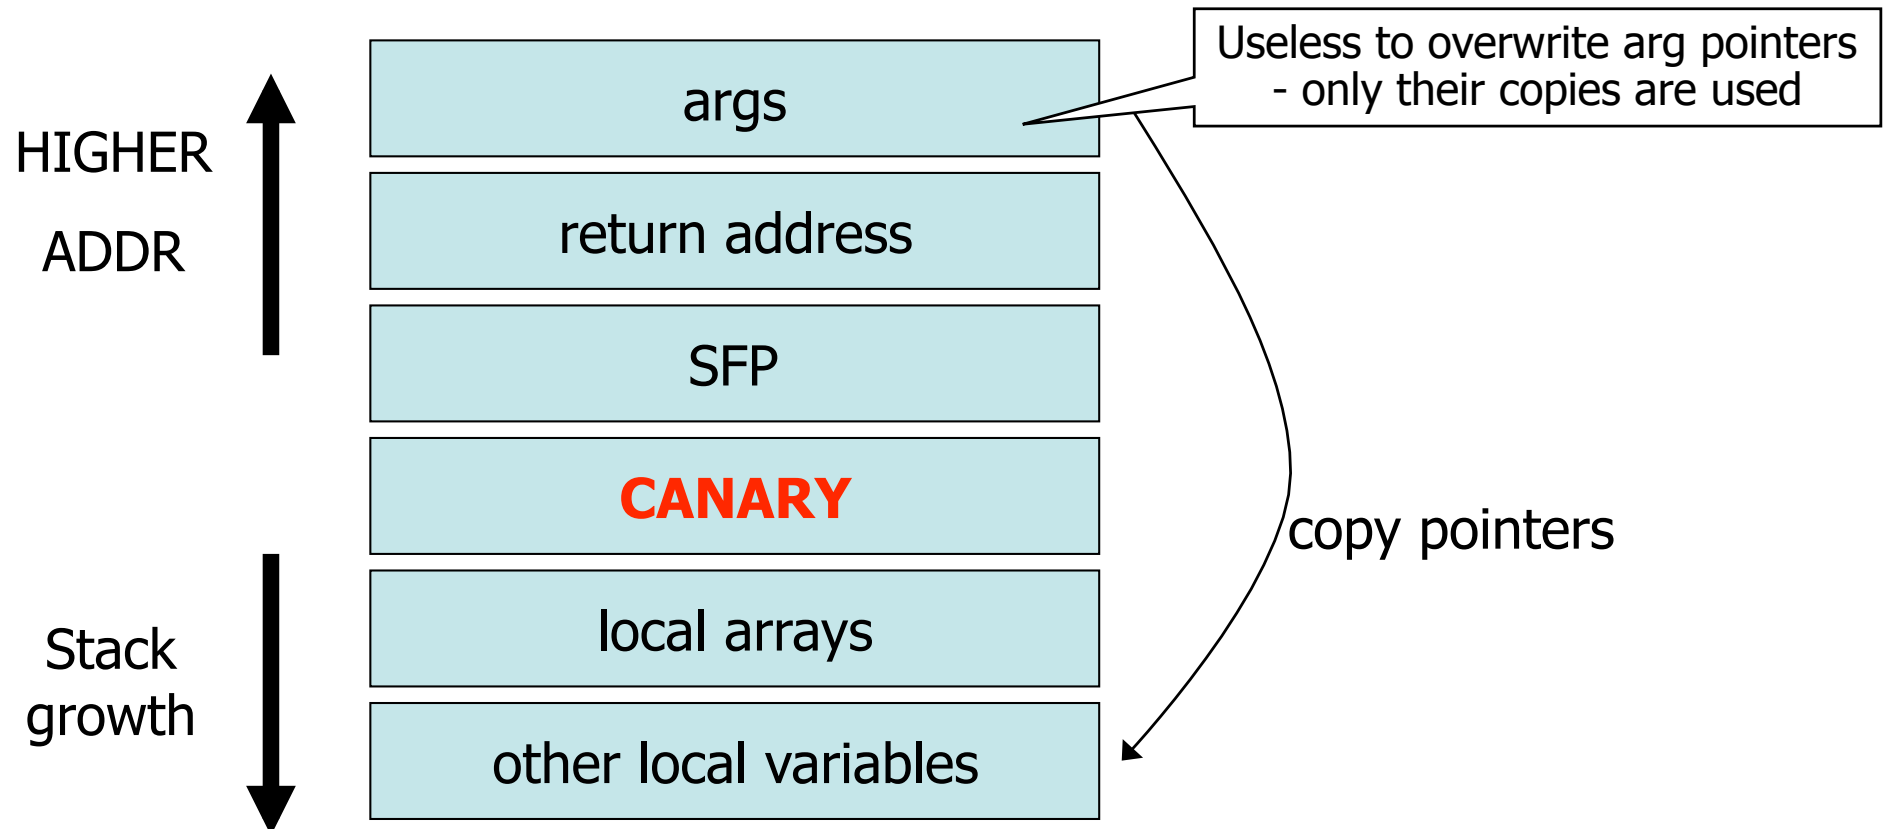 Useless to overwrite arg pointers
- only their copies are used
args
HIGHER
ADDR
return address
SFP
CANARY
copy pointers
local arrays
Stack
growth
other local variables